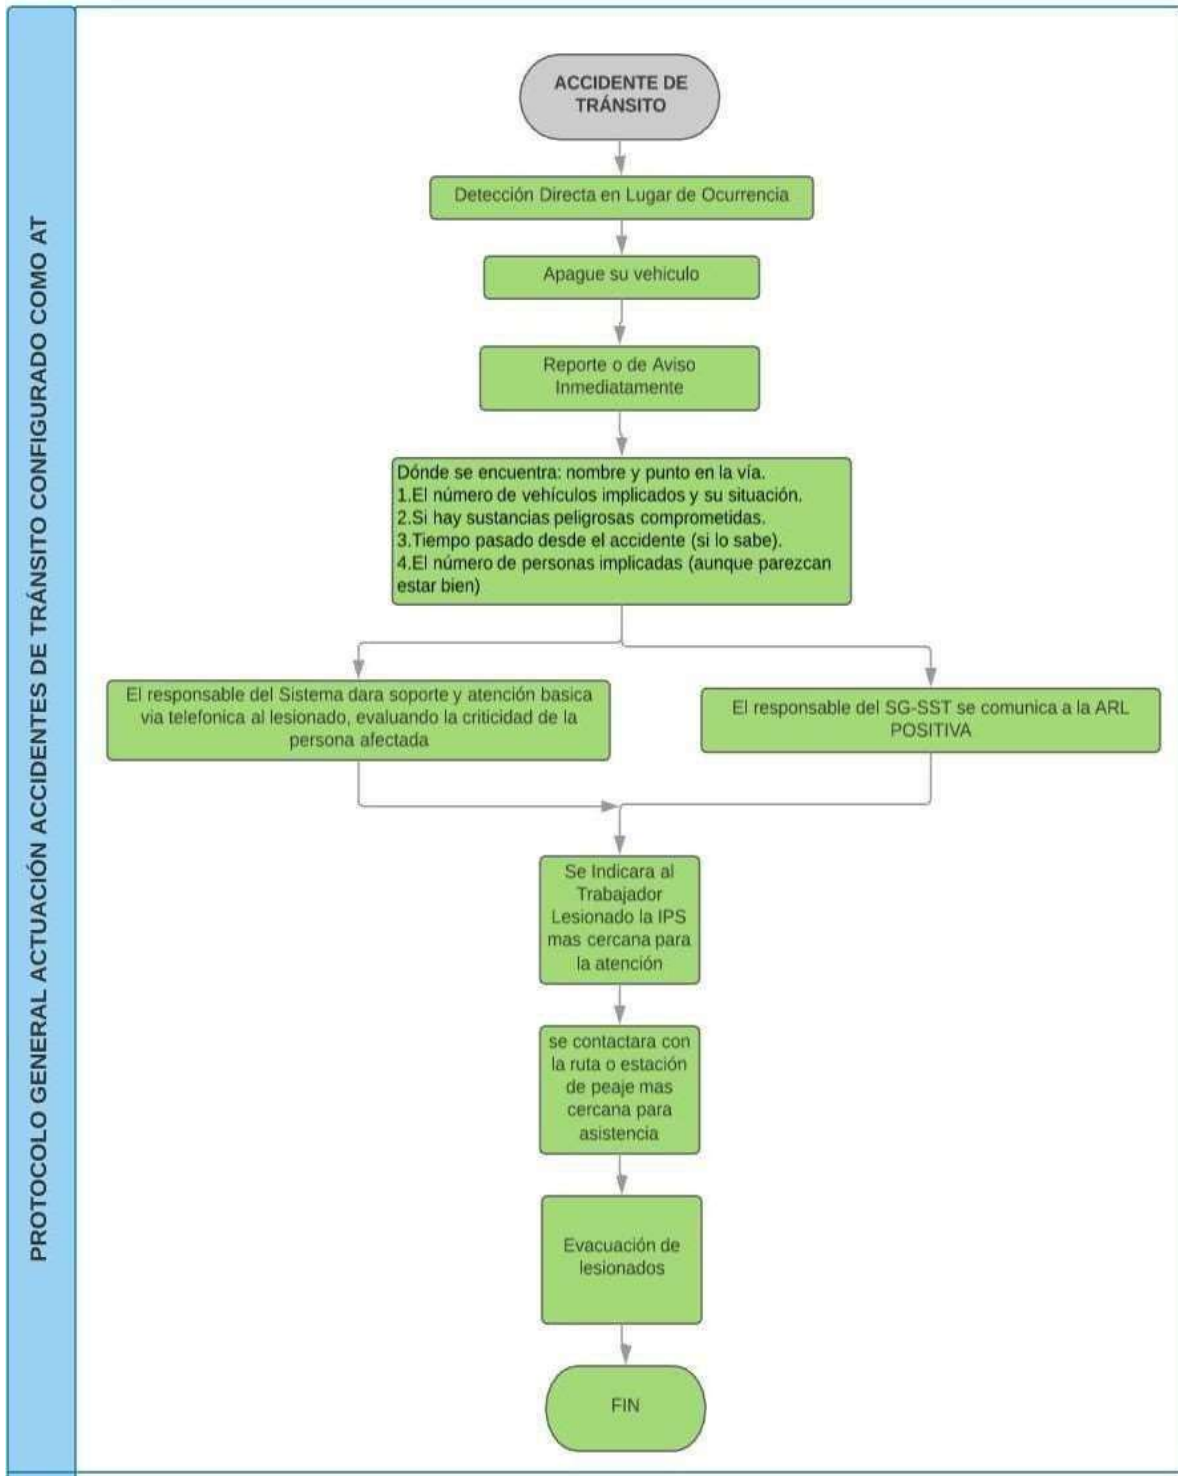 PROTOCOLO GENERAL ACTUACIÓN ACCIDENTES DE TRÁNSITO CONFIGURADO COMO AT
ACCIDENTE DE
TRÁNSITO
Detección Directa en Lugar de Ocurrencia
Apague su vehiculo
Reporte o de Aviso
Inmediatamente
Dónde se encuentra: nombre y punto en la vía.
1.El número de vehículos implicados y su situación.
2.Si hay sustancias peligrosas comprometidas.
3.Tiempo pasado desde el accidente (si lo sabe).
4.El número de personas implicadas (aunque parezcan
estar bien)
El responsable del Sistema dara soporte y atención basica
via telefonica al lesionado, evaluando la criticidad de la
persona afectada
El responsable del SG-SST se comunica a la ARL
POSITIVA
Se Indicara al
Trabajador
Lesionado la IPS
mas cercana para
la atención
se contactara con
la ruta o estación
de peaje mas
cercana para
asistencia
Evacuación de
lesionados
FIN